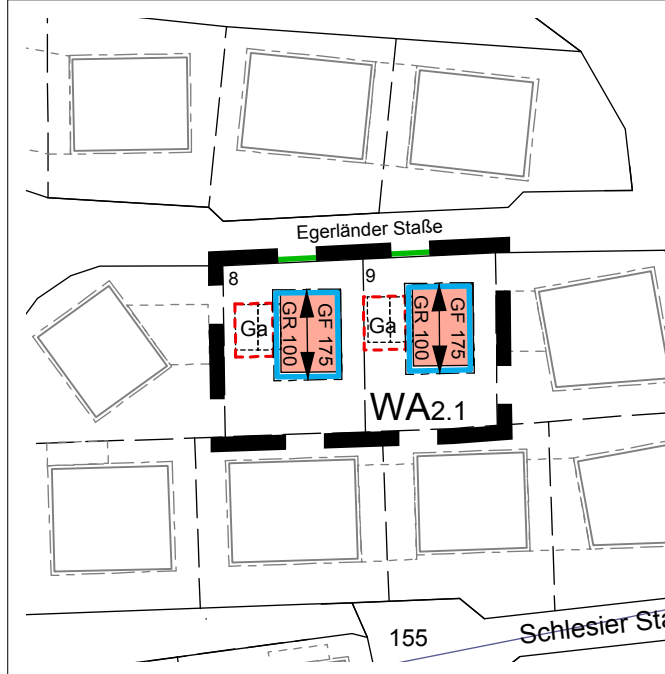 Egerländer Staße
8
9
Ga
GF 175
GR 100
Ga
GF 175
GR 100
WA2.1
155
Schlesier Sta